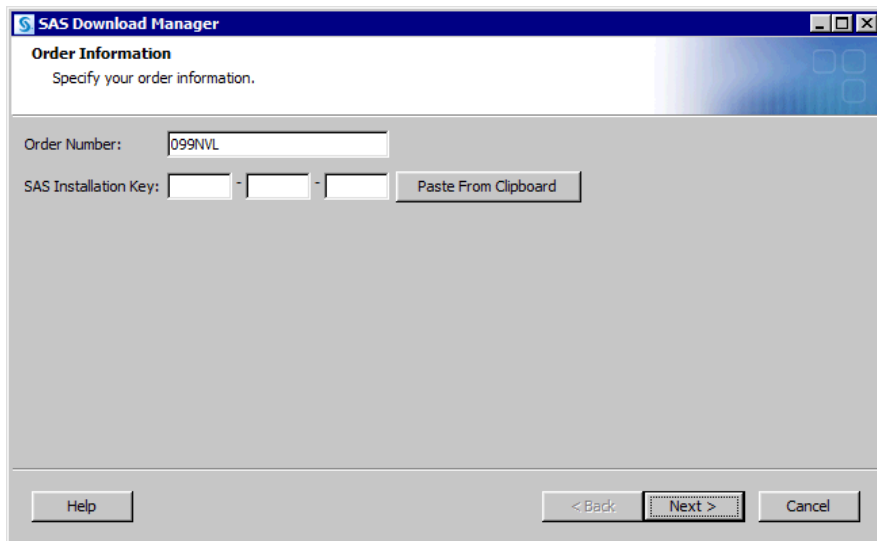 SAS Download Manager
Order Information
Specify your order information.
Order Number: 099NVL
SAS Installation Key: - - Paste From Clipboard
Help < Back Next > Cancel